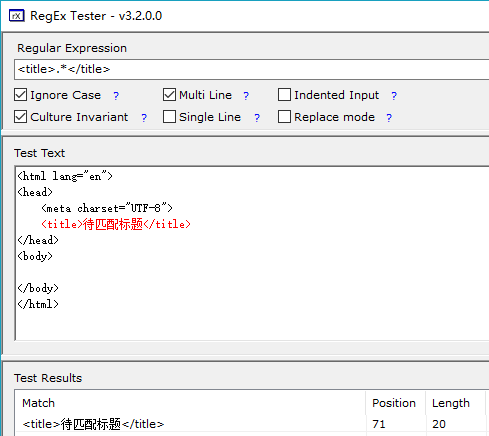 RegEx Tester - v3.2.0.0
Regular Expression
<title>.*</title>
Ignore Case ? Multi Line ? Indented Input ?
Culture Invariant ? Single Line ? Replace mode ?
Test Text
<html lang="en">
<head>
    <meta charset="UTF-8">
    <title>待匹配标题</title>
</head>
<body>

</body>
</html>
Test Results
Match Position Length
<title>待匹配标题</title> 71 20